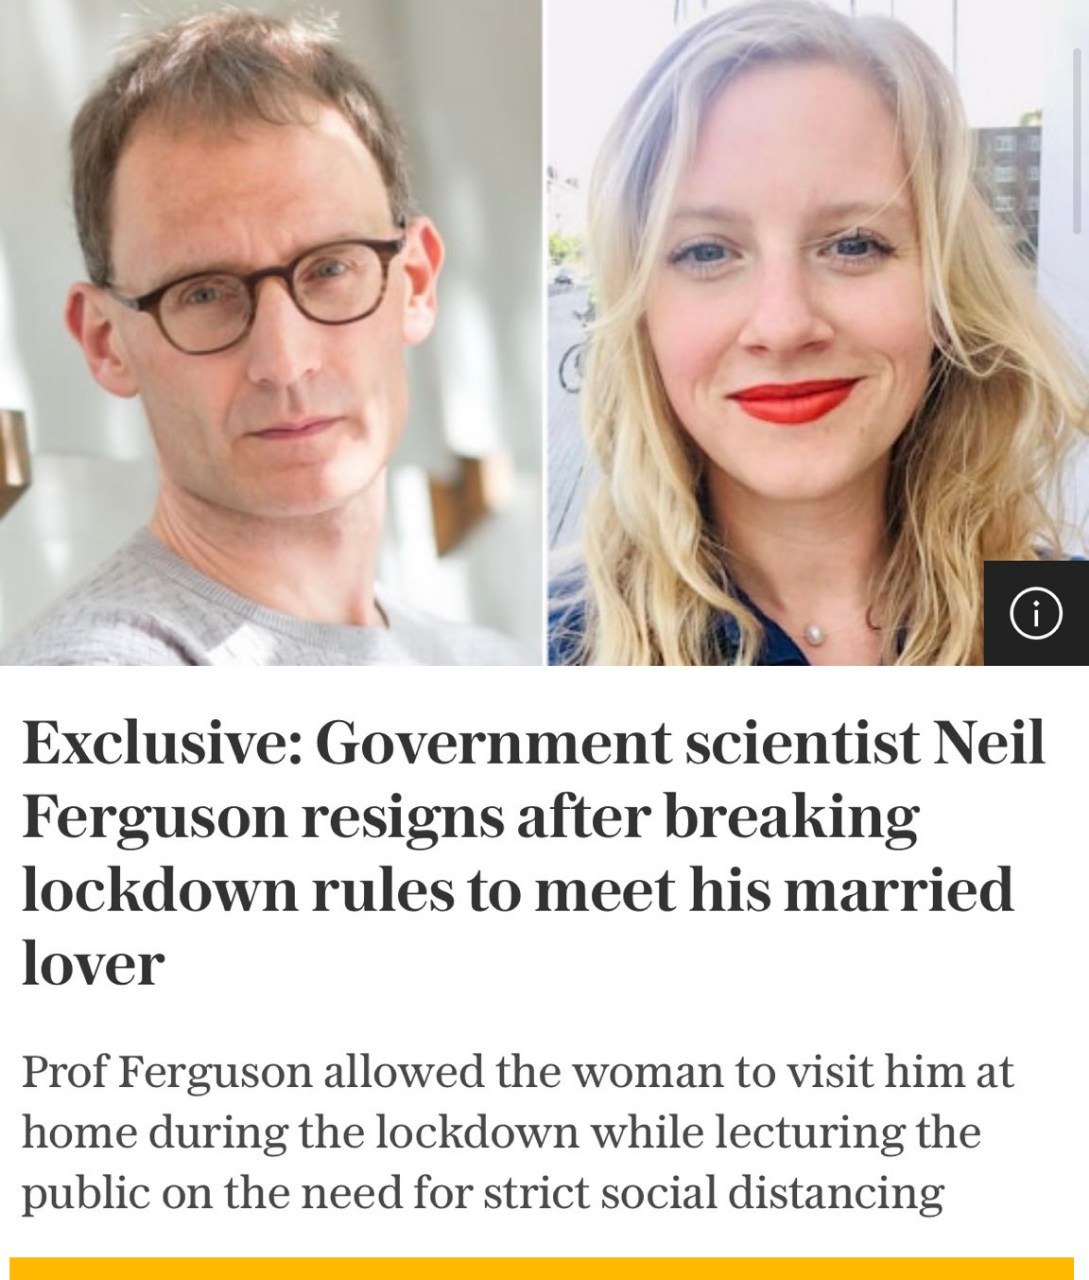 Exclusive: Government scientist Neil
Ferguson resigns after breaking
lockdown rules to meet his married
lover
Prof Ferguson allowed the woman to visit him at
home during the lockdown while lecturing the
public on the need for strict social distancing